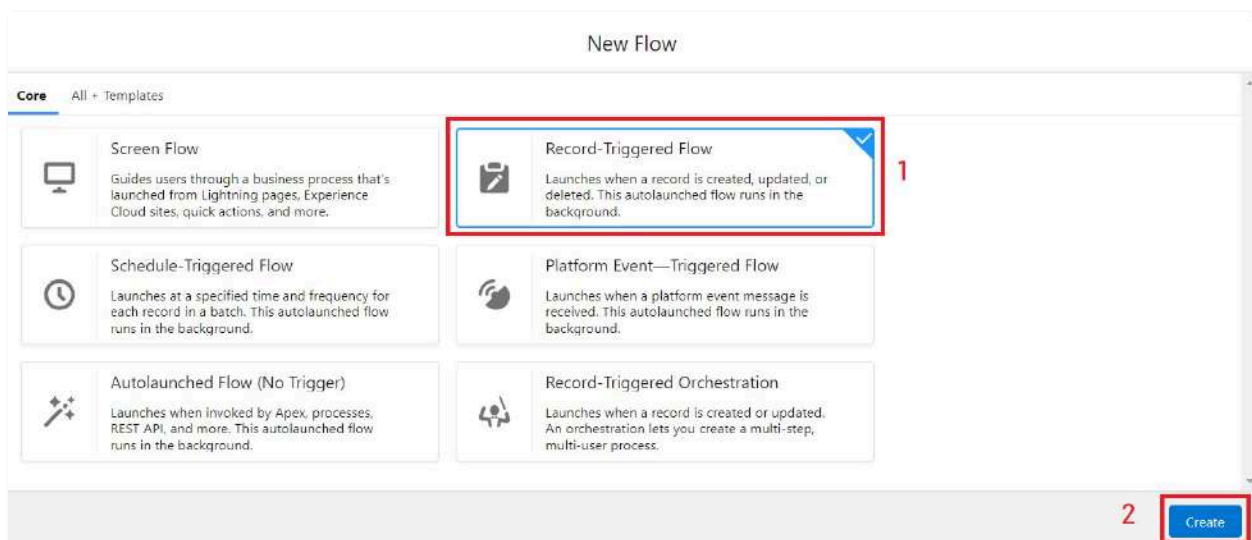 New Flow
Core All + Templates
Screen Flow
Guides users through a business process that's
launched from Lightning pages, Experience
Cloud sites, quick actions, and more.
Record-Triggered Flow
Launches when a record is created, updated, or
deleted. This autolaunched flow runs in the
background.
1
Schedule-Triggered Flow
Launches at a specified time and frequency for
each record in a batch. This autolaunched flow
runs in the background.
Platform Event—Triggered Flow
Launches when a platform event message is
received. This autolaunched flow runs in the
background.
Autolaunched Flow (No Trigger)
Launches when invoked by Apex, processes,
REST API, and more. This autolaunched flow
runs in the background.
Record-Triggered Orchestration
Launches when a record is created or updated.
An orchestration lets you create a multi-step,
multi-user process.
2
Create